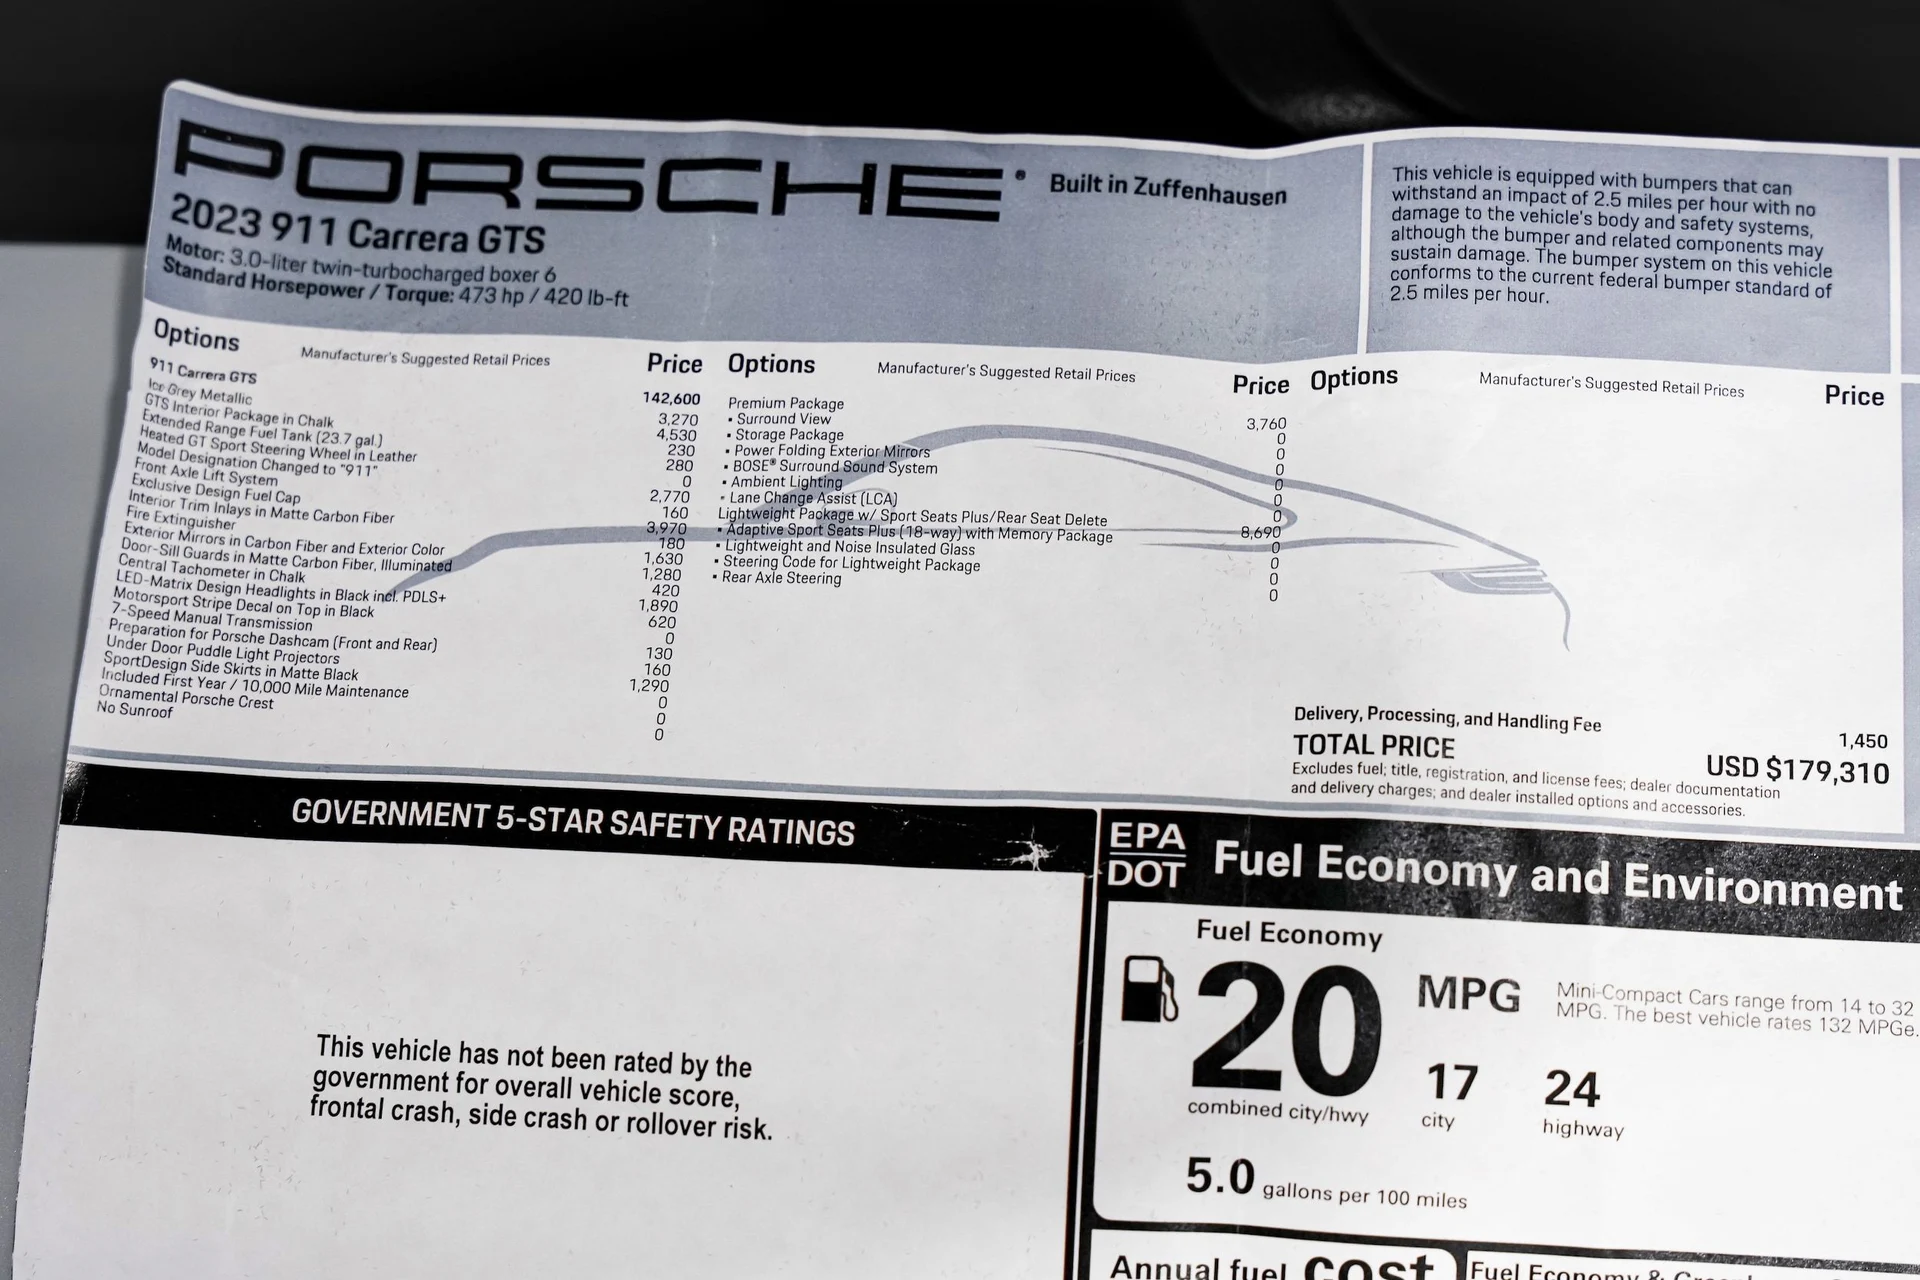 PORSCHE®
Built in Zuffenhausen
2023 911 Carrera GTS
Motor: 3.0-liter twin-turbocharged boxer 6
Standard Horsepower / Torque: 473 hp / 420 lb-ft
This vehicle is equipped with bumpers that can
withstand an impact of 2.5 miles per hour with no
damage to the vehicle's body and safety systems,
although the bumper and related components may
sustain damage. The bumper system on this vehicle
conforms to the current federal bumper standard of
2.5 miles per hour.
Options Manufacturer's Suggested Retail Prices Price
911 Carrera GTS 142,600
Ice Grey Metallic 3,270
GTS Interior Package in Chalk 4,530
Extended Range Fuel Tank (23.7 gal.) 230
Heated GT Sport Steering Wheel in Leather 280
Model Designation Changed to "911" 0
Front Axle Lift System 2,770
Exclusive Design Fuel Cap 160
Interior Trim Inlays in Matte Carbon Fiber 3,970
Fire Extinguisher 180
Exterior Mirrors in Carbon Fiber and Exterior Color 1,630
Door-Sill Guards in Matte Carbon Fiber, Illuminated 1,280
Central Tachometer in Chalk 420
LED-Matrix Design Headlights in Black incl. PDLS+ 1,890
Motorsport Stripe Decal on Top in Black 620
7-Speed Manual Transmission 0
Preparation for Porsche Dashcam (Front and Rear) 130
Under Door Puddle Light Projectors 160
SportDesign Side Skirts in Matte Black 1,290
Included First Year / 10,000 Mile Maintenance 0
Ornamental Porsche Crest 0
No Sunroof 0
Options Manufacturer's Suggested Retail Prices Price
Premium Package 3,760
▪ Surround View 0
▪ Storage Package 0
▪ Power Folding Exterior Mirrors 0
▪ BOSE® Surround Sound System 0
▪ Ambient Lighting 0
▪ Lane Change Assist (LCA) 0
Lightweight Package w/ Sport Seats Plus/Rear Seat Delete 8,690
▪ Adaptive Sport Seats Plus (18-way) with Memory Package 0
▪ Lightweight and Noise Insulated Glass 0
▪ Steering Code for Lightweight Package 0
▪ Rear Axle Steering 0
Options Manufacturer's Suggested Retail Prices Price
Delivery, Processing, and Handling Fee 1,450
TOTAL PRICE USD $179,310
Excludes fuel; title, registration, and license fees; dealer documentation
and delivery charges; and dealer installed options and accessories.
GOVERNMENT 5-STAR SAFETY RATINGS
This vehicle has not been rated by the
government for overall vehicle score,
frontal crash, side crash or rollover risk.
EPA
DOT
Fuel Economy and Environment
Fuel Economy
20 MPG
combined city/hwy
17
city
24
highway
Mini-Compact Cars range from 14 to 32
MPG. The best vehicle rates 132 MPGe.
5.0 gallons per 100 miles
Annual fuel cost
Fuel Economy &